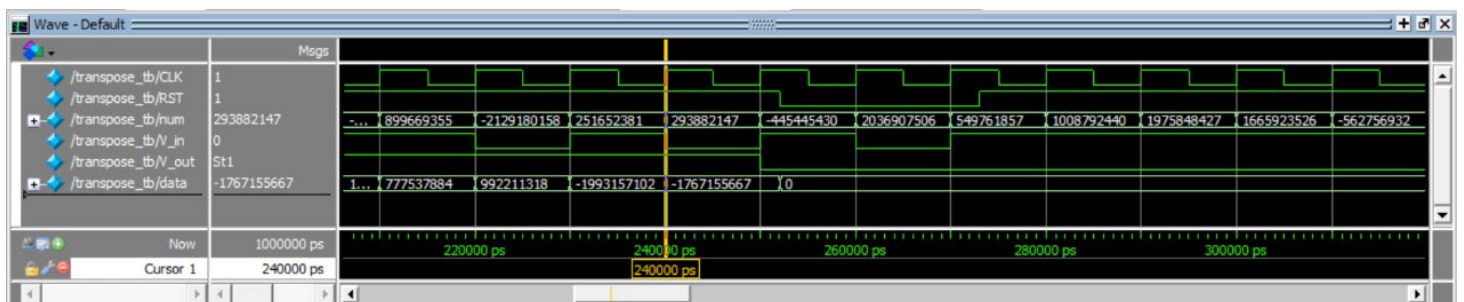 Wave - Default
Msgs
/transpose_tb/CLK 1
/transpose_tb/RST 1
/transpose_tb/num 293882147 -... 899669355 -2129180158 251652381 293882147 -445445430 2036907506 549761857 1008792440 1975848427 1665923526 -562756932
/transpose_tb/V_in 0
/transpose_tb/V_out St1
/transpose_tb/data -1767155667 1... 777537884 992211318 -1993157102 -1767155667 0
Now 1000000 ps 220000 ps 240000 ps 260000 ps 280000 ps 300000 ps
Cursor 1 240000 ps 240000 ps